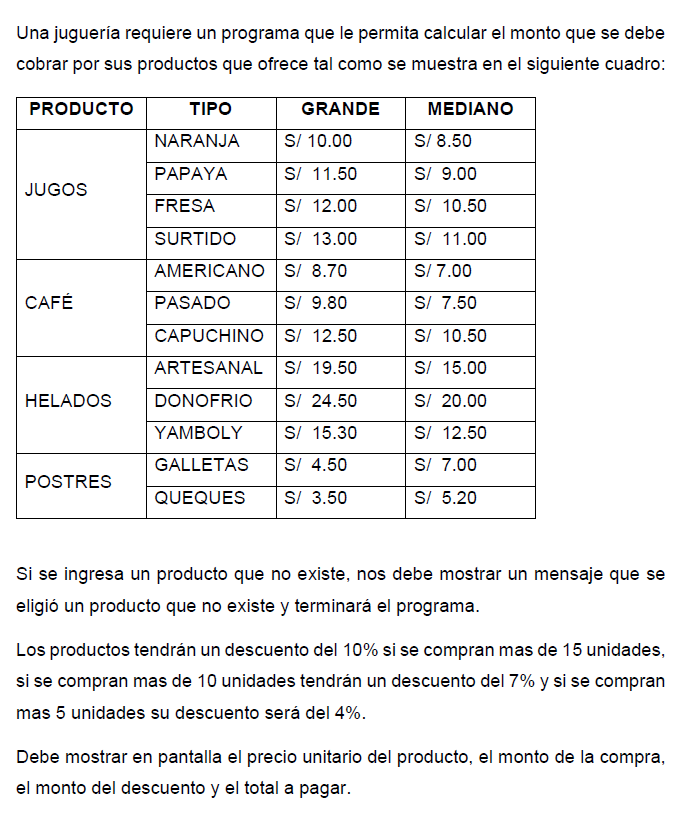 Una juguería requiere un programa que le permita calcular el monto que se debe
cobrar por sus productos que ofrece tal como se muestra en el siguiente cuadro:
PRODUCTO TIPO GRANDE MEDIANO
JUGOS
NARANJA S/ 10.00 S/ 8.50
PAPAYA S/ 11.50 S/ 9.00
FRESA S/ 12.00 S/ 10.50
SURTIDO S/ 13.00 S/ 11.00
CAFÉ
AMERICANO S/ 8.70 S/ 7.00
PASADO S/ 9.80 S/ 7.50
CAPUCHINO S/ 12.50 S/ 10.50
HELADOS
ARTESANAL S/ 19.50 S/ 15.00
DONOFRIO S/ 24.50 S/ 20.00
YAMBOLY S/ 15.30 S/ 12.50
POSTRES
GALLETAS S/ 4.50 S/ 7.00
QUEQUES S/ 3.50 S/ 5.20
Si se ingresa un producto que no existe, nos debe mostrar un mensaje que se
eligió un producto que no existe y terminará el programa.
Los productos tendrán un descuento del 10% si se compran mas de 15 unidades,
si se compran mas de 10 unidades tendrán un descuento del 7% y si se compran
mas 5 unidades su descuento será del 4%.
Debe mostrar en pantalla el precio unitario del producto, el monto de la compra,
el monto del descuento y el total a pagar.